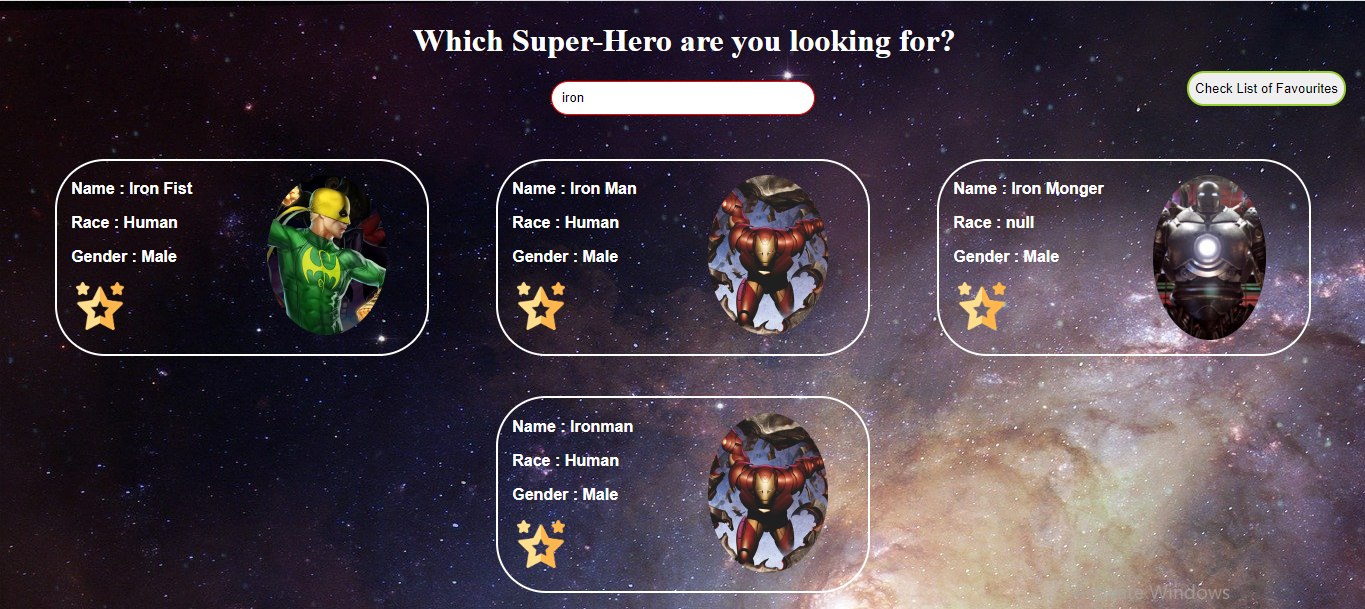 Which Super-Hero are you looking for?
iron
Check List of Favourites
Name : Iron Fist
Race : Human
Gender : Male
Name : Iron Man
Race : Human
Gender : Male
Name : Iron Monger
Race : null
Gender : Male
Name : Ironman
Race : Human
Gender : Male
Windows